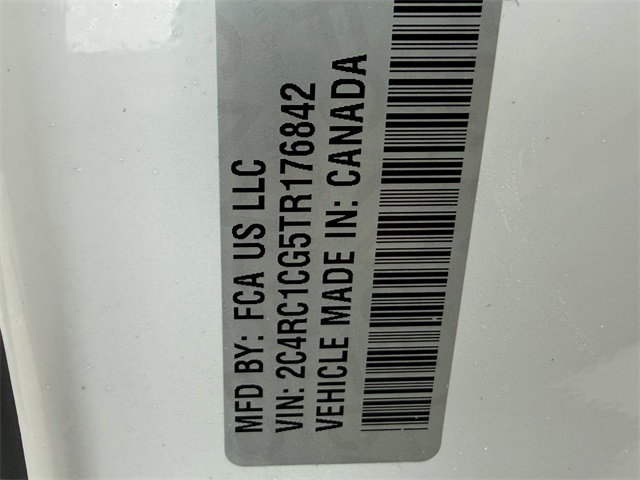 MFD BY: FCA US LLC
VIN: 2C4RC1CG5TR176842
VEHICLE MADE IN: CANADA